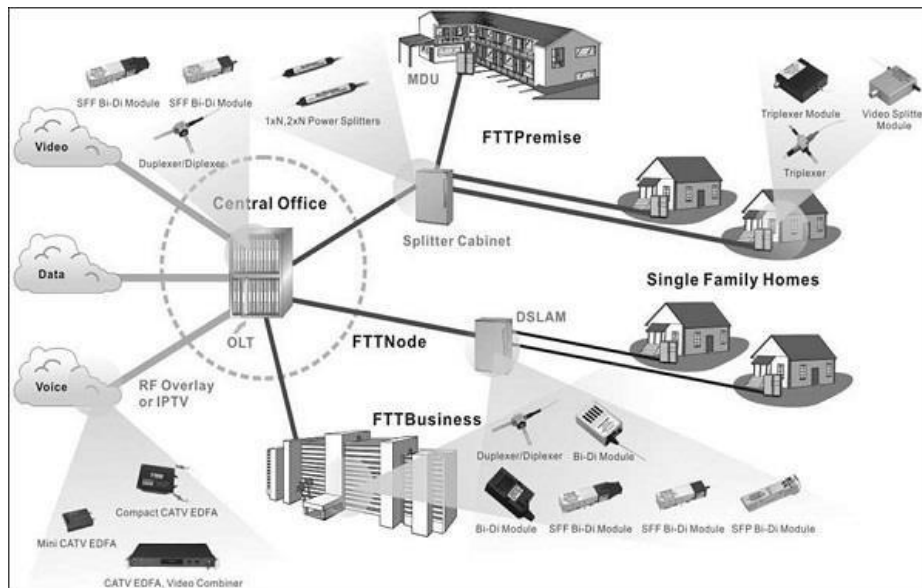 MDU
SFF Bi-Di Module
SFF Bi-Di Module
1xN,2xN Power Splitters
Triplexer Module
Video Splitter
Module
Video
Duplexer/Diplexer
FTTPremise
Triplexer
Central Office
Splitter Cabinet
Data
Single Family Homes
DSLAM
OLT
FTTNode
Voice
RF Overlay
or IPTV
FTTBusiness
Duplexer/Diplexer
Bi-Di Module
Compact CATV EDFA
Bi-Di Module
SFF Bi-Di Module
SFF Bi-Di Module
SFP Bi-Di Module
Mini CATV EDFA
CATV EDFA, Video Combiner